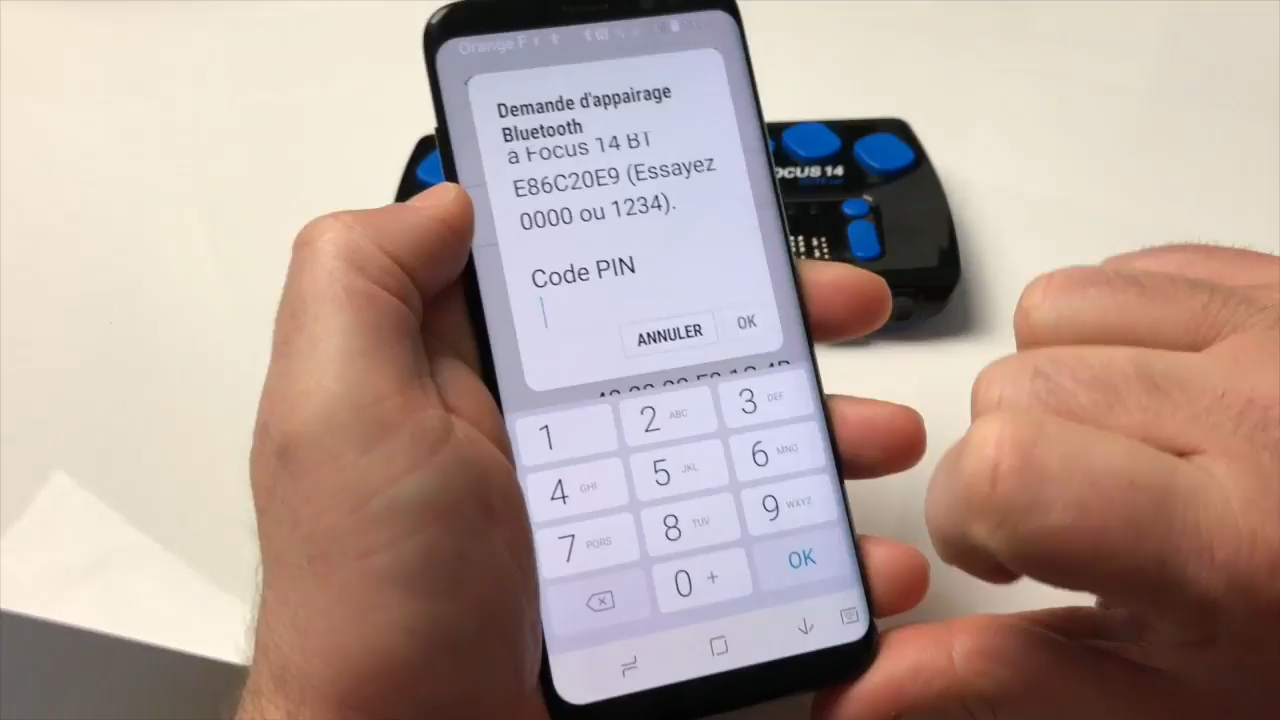 Orange F
Demande d'appairage
Bluetooth
à Focus 14 BT
E86C20E9 (Essayez
0000 ou 1234).
Code PIN
ANNULER OK
1 2 ABC 3 DEF
4 GHI 5 JKL 6 MNO
7 PQRS 8 TUV 9 WXYZ
0 + OK
OCUS 14